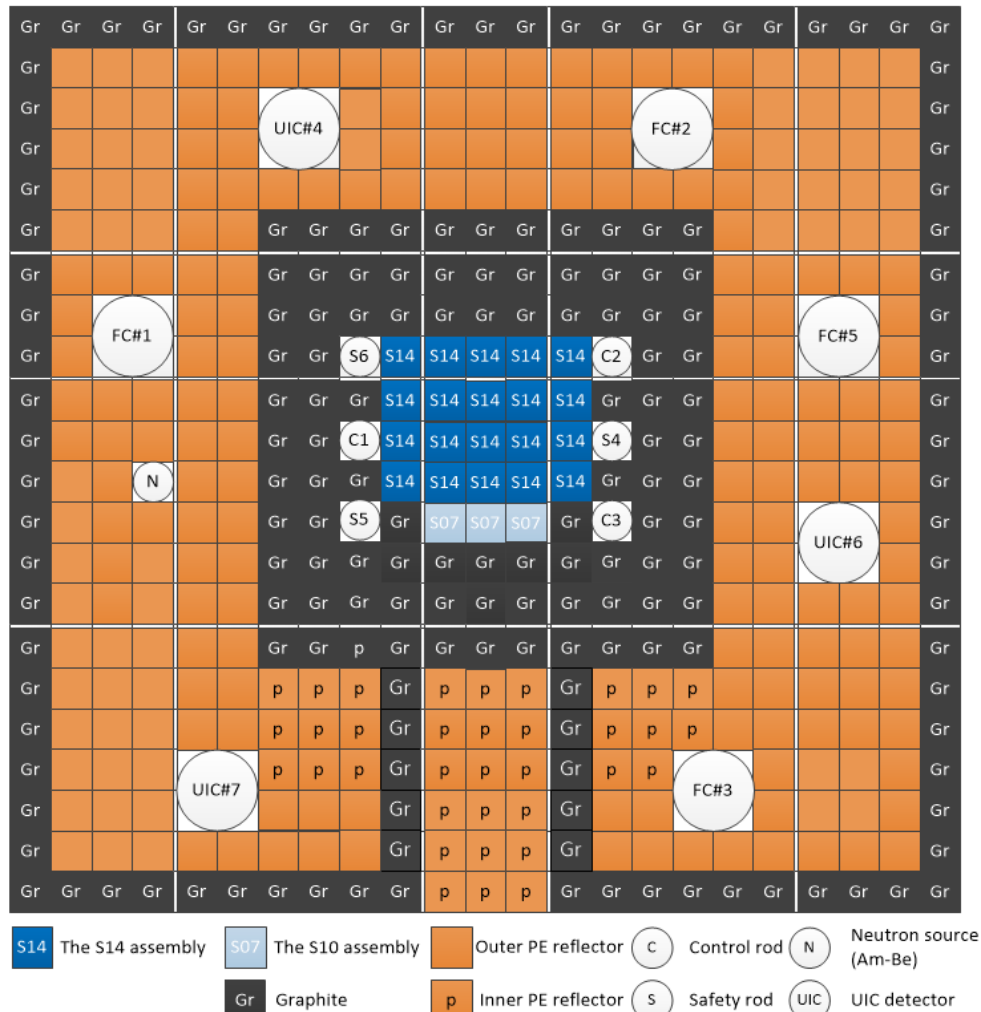 Gr Gr Gr Gr Gr Gr Gr Gr Gr Gr Gr Gr Gr Gr Gr Gr Gr Gr Gr Gr Gr Gr Gr
Gr Gr
Gr Gr
UIC#4 FC#2
Gr Gr
Gr Gr
Gr Gr Gr Gr Gr Gr Gr Gr Gr Gr Gr Gr Gr
Gr Gr Gr Gr Gr Gr Gr Gr Gr Gr Gr Gr Gr
Gr Gr Gr Gr Gr Gr Gr Gr Gr Gr Gr Gr Gr
FC#1 FC#5
Gr Gr Gr S6 S14 S14 S14 S14 S14 C2 Gr Gr Gr
Gr Gr Gr Gr S14 S14 S14 S14 S14 Gr Gr Gr Gr
Gr Gr Gr C1 S14 S14 S14 S14 S14 S4 Gr Gr Gr
Gr N Gr Gr Gr S14 S14 S14 S14 S14 Gr Gr Gr Gr
Gr Gr Gr S5 Gr S07 S07 S07 Gr C3 Gr Gr Gr
UIC#6
Gr Gr Gr Gr Gr Gr Gr Gr Gr Gr Gr Gr Gr
Gr Gr Gr Gr Gr Gr Gr Gr Gr Gr Gr Gr Gr
Gr Gr Gr p Gr Gr Gr Gr Gr Gr Gr Gr Gr
Gr p p p Gr p p p Gr p p p Gr
Gr p p p Gr p p p Gr p p p Gr
Gr p p p Gr p p p Gr p p Gr
UIC#7 FC#3
Gr Gr p p p Gr Gr
Gr Gr p p p Gr Gr
Gr Gr Gr Gr Gr Gr Gr Gr Gr Gr p p p Gr Gr Gr Gr Gr Gr Gr Gr Gr Gr
S14 The S14 assembly S07 The S10 assembly Outer PE reflector C Control rod N Neutron source
(Am-Be)
Gr Graphite p Inner PE reflector S Safety rod UIC UIC detector